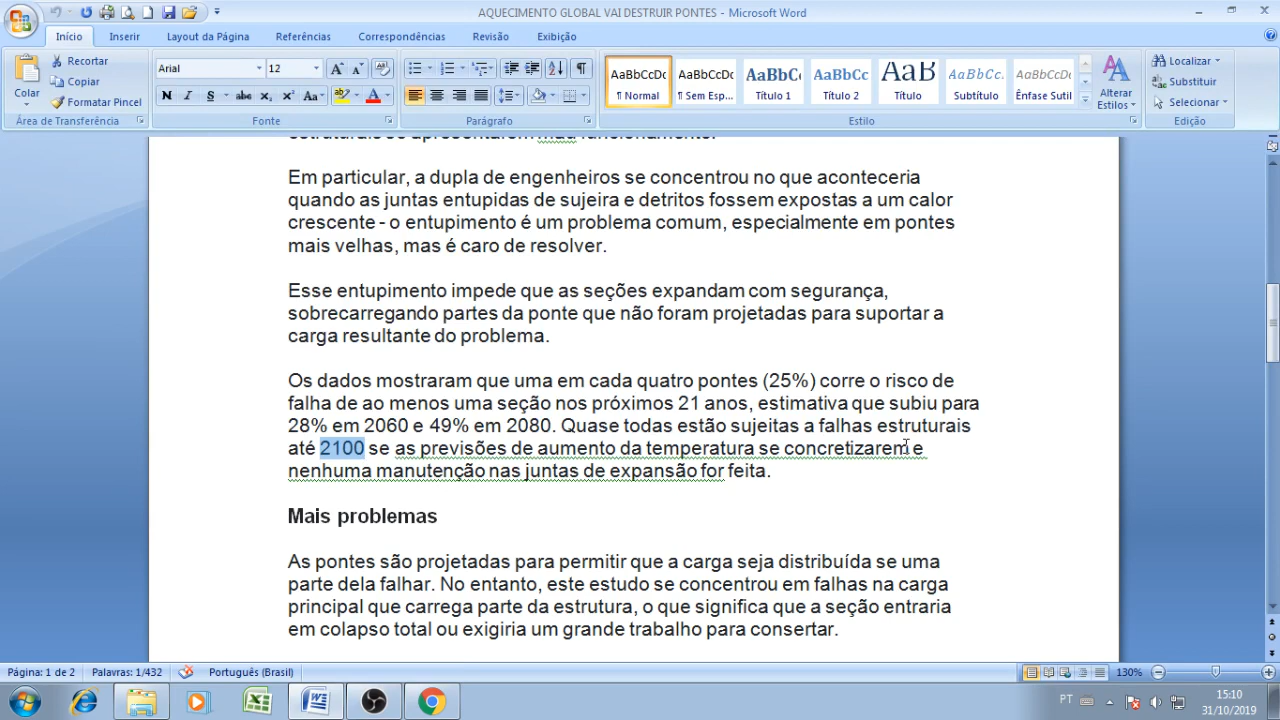 AQUECIMENTO GLOBAL VAI DESTRUIR PONTES - Microsoft Word
Início Inserir Layout da Página Referências Correspondências Revisão Exibição
Colar
Recortar
Copiar
Formatar Pincel
Área de Transferência
Arial 12
N I S abe x₂ x² Aa
Fonte
Parágrafo
AaBbCcDc AaBbCcDc AaBbC AaBbCc AaB AaBbCc. AaBbCcDc
¶ Normal ¶ Sem Esp... Título 1 Título 2 Título Subtítulo Ênfase Sutil
Alterar Estilos
Estilo
Localizar
Substituir
Selecionar
Edição
estruturais se apresentarem mau funcionamento.
Em particular, a dupla de engenheiros se concentrou no que aconteceria
quando as juntas entupidas de sujeira e detritos fossem expostas a um calor
crescente - o entupimento é um problema comum, especialmente em pontes
mais velhas, mas é caro de resolver.
Esse entupimento impede que as seções expandam com segurança,
sobrecarregando partes da ponte que não foram projetadas para suportar a
carga resultante do problema.
Os dados mostraram que uma em cada quatro pontes (25%) corre o risco de
falha de ao menos uma seção nos próximos 21 anos, estimativa que subiu para
28% em 2060 e 49% em 2080. Quase todas estão sujeitas a falhas estruturais
até 2100 se as previsões de aumento da temperatura se concretizarem e
nenhuma manutenção nas juntas de expansão for feita.
Mais problemas
As pontes são projetadas para permitir que a carga seja distribuída se uma
parte dela falhar. No entanto, este estudo se concentrou em falhas na carga
principal que carrega parte da estrutura, o que significa que a seção entraria
em colapso total ou exigiria um grande trabalho para consertar.
Página: 1 de 2 Palavras: 1/432 Português (Brasil) 130%
PT 15:10
31/10/2019